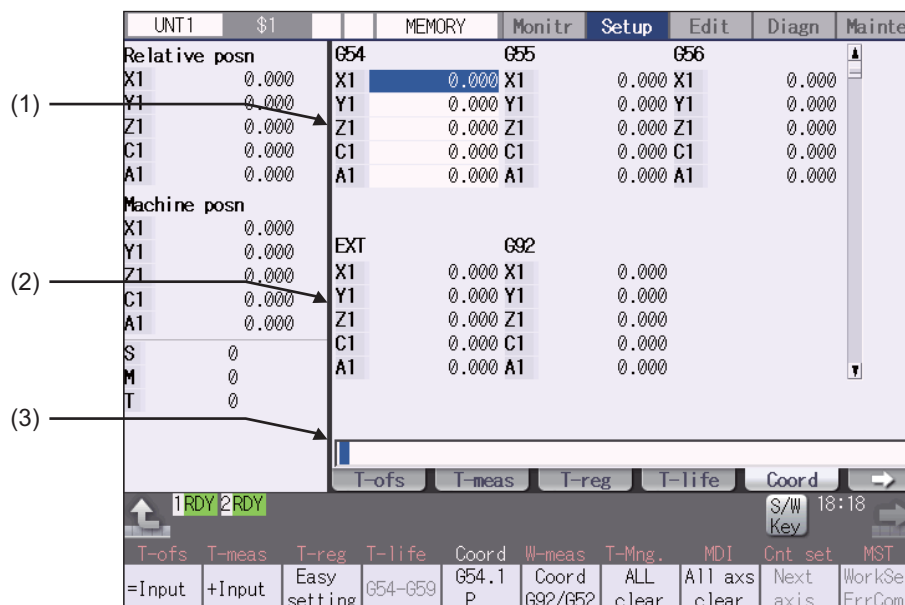 UNT1 $1 MEMORY Monitr Setup Edit Diagn Mainte
Relative posn
X1 0.000
Y1 0.000
Z1 0.000
C1 0.000
A1 0.000
Machine posn
X1 0.000
Y1 0.000
Z1 0.000
C1 0.000
A1 0.000
S 0
M 0
T 0
(1)
(2)
(3)
G54 G55 G56
X1 0.000 X1 0.000 X1 0.000
Y1 0.000 Y1 0.000 Y1 0.000
Z1 0.000 Z1 0.000 Z1 0.000
C1 0.000 C1 0.000 C1 0.000
A1 0.000 A1 0.000 A1 0.000
EXT G92
X1 0.000 X1 0.000
Y1 0.000 Y1 0.000
Z1 0.000 Z1 0.000
C1 0.000 C1 0.000
A1 0.000 A1 0.000
T-ofs T-meas T-reg T-life Coord
1 RDY 2 RDY
S/W Key 18:18
T-ofs T-meas T-reg T-life Coord W-meas T-Mng. MDI Cnt set MST
=Input +Input Easy setting G54-G59 G54.1 P Coord G92/G52 ALL clear All axs clear Next axis WorkSe ErrCom